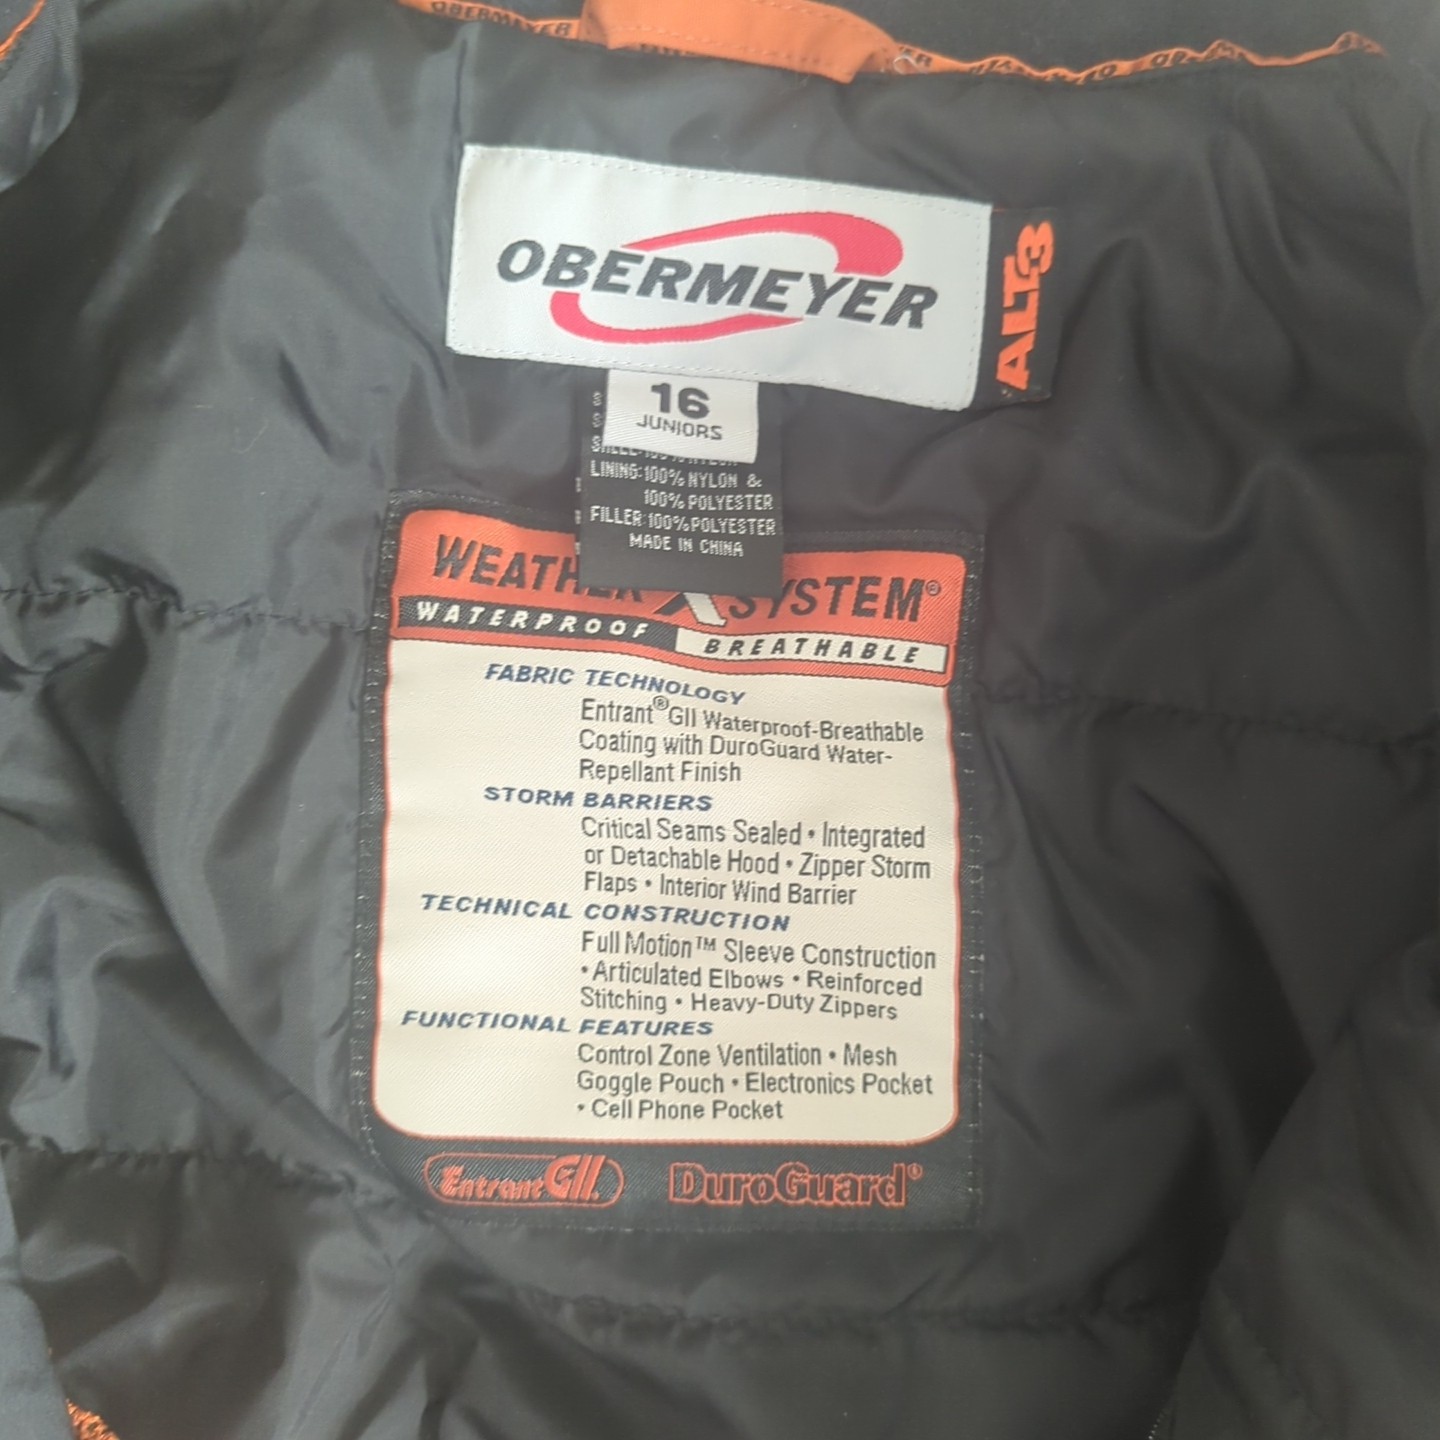 OBERMEYER
OBERMEYER
ALT3
16
JUNIORS
LINING:100% NYLON &
100% POLYESTER
FILLER:100%POLYESTER
MADE IN CHINA
SYSTEM®
WATERPROOF
BREATHABLE
FABRIC TECHNOLOGY
Entrant®GII Waterproof-Breathable
Coating with DuroGuard Water-
Repellant Finish
STORM BARRIERS
Critical Seams Sealed • Integrated
or Detachable Hood • Zipper Storm
Flaps • Interior Wind Barrier
TECHNICAL CONSTRUCTION
Full Motion™ Sleeve Construction
• Articulated Elbows • Reinforced
Stitching • Heavy-Duty Zippers
FUNCTIONAL FEATURES
Control Zone Ventilation • Mesh
Goggle Pouch • Electronics Pocket
• Cell Phone Pocket
Entrant GII.
DuroGuard®